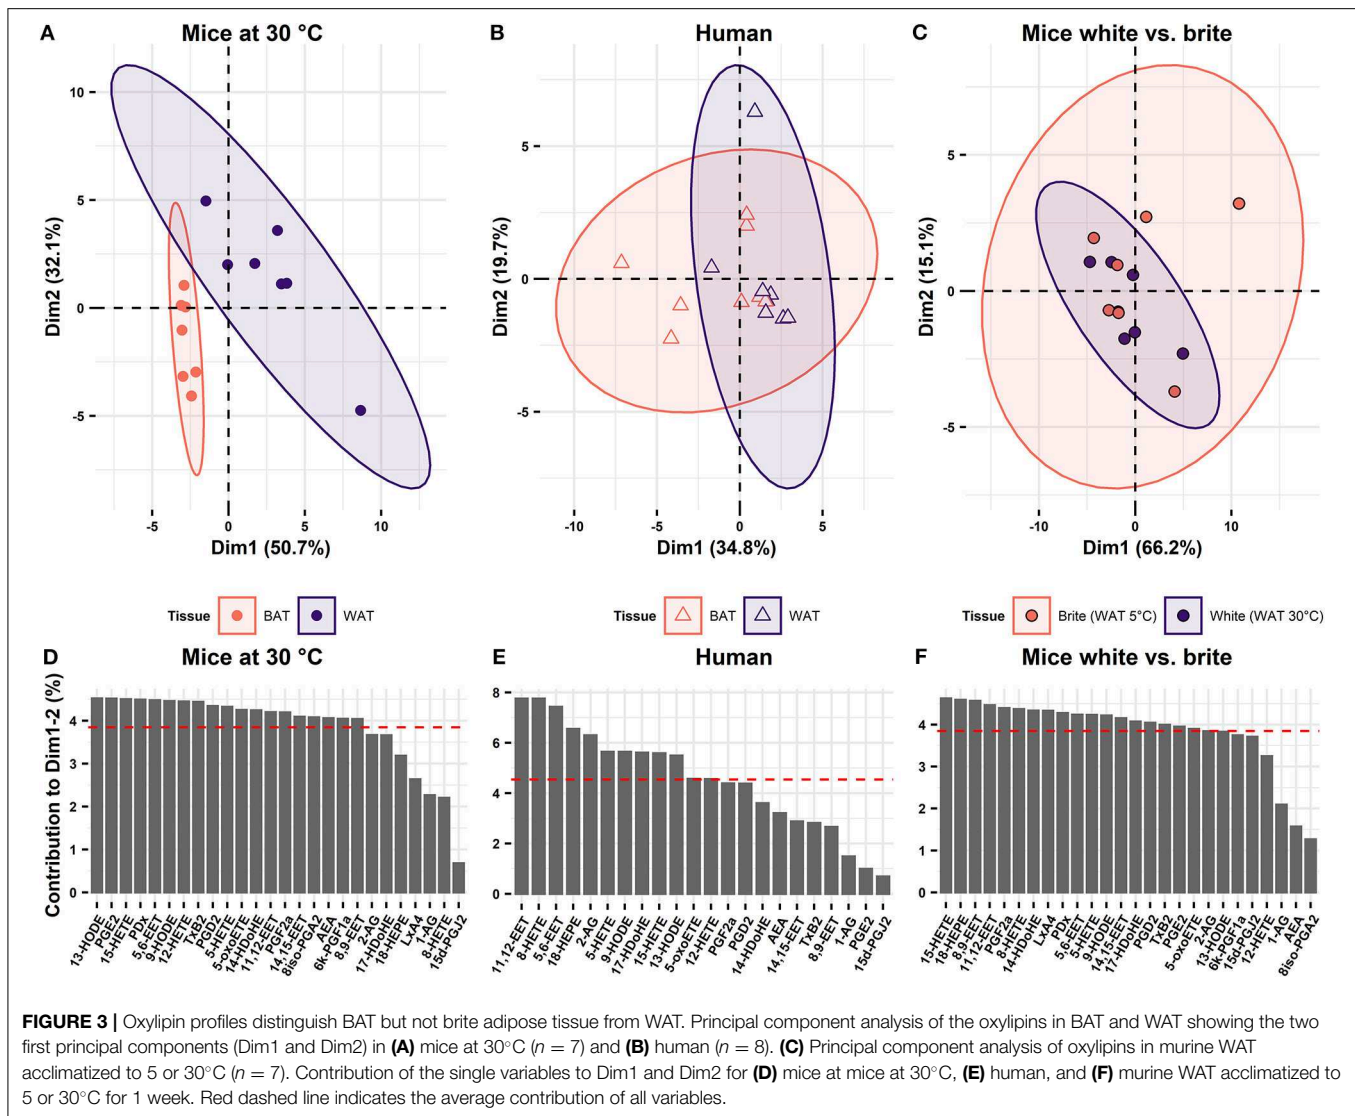 A Mice at 30 °C
Dim2 (32.1%)
10
5
0
-5
-5 0 5 10
Dim1 (50.7%)
Tissue BAT WAT
B Human
Dim2 (19.7%)
5
0
-5
-10 -5 0 5
Dim1 (34.8%)
Tissue BAT WAT
C Mice white vs. brite
Dim2 (15.1%)
5
0
-5
-10 0 10
Dim1 (66.2%)
Tissue Brite (WAT 5°C) White (WAT 30°C)
D Mice at 30 °C
Contribution to Dim1-2 (%)
4
3
2
1
0
13-HODE
PGE2
15-HETE
PDx
5,6-EET
9-HODE
12-HETE
TxB2
PGD2
5-HETE
5-oxoETE
14-HDoHE
11,12-EET
PGF2a
14,15-EET
8iso-PGA2
AEA
6k-PGF1a
8,9-EET
2-AG
17-HDoHE
18-HEPE
LxA4
1-AG
8-HETE
15d-PGJ2
E Human
8
6
4
2
0
11,12-EET
8-HETE
5,6-EET
18-HEPE
2-AG
5-HETE
9-HODE
17-HDoHE
15-HETE
13-HODE
5-oxoETE
12-HETE
PGF2a
PGD2
14-HDoHE
AEA
14,15-EET
TxB2
8,9-EET
1-AG
PGE2
15d-PGJ2
F Mice white vs. brite
4
3
2
1
0
15-HETE
18-HEPE
8,9-EET
11,12-EET
PGF2a
8-HETE
14-HDoHE
LxA4
PDx
5,6-EET
5-HETE
9-HODE
14,15-EET
17-HDoHE
PGD2
TxB2
PGE2
5-oxoETE
2-AG
13-HODE
6k-PGF1a
15d-PGJ2
12-HETE
1-AG
AEA
8iso-PGA2
FIGURE 3 | Oxylipin profiles distinguish BAT but not brite adipose tissue from WAT. Principal component analysis of the oxylipins in BAT and WAT showing the two
first principal components (Dim1 and Dim2) in (A) mice at 30°C (n = 7) and (B) human (n = 8). (C) Principal component analysis of oxylipins in murine WAT
acclimatized to 5 or 30°C (n = 7). Contribution of the single variables to Dim1 and Dim2 for (D) mice at mice at 30°C, (E) human, and (F) murine WAT acclimatized to
5 or 30°C for 1 week. Red dashed line indicates the average contribution of all variables.